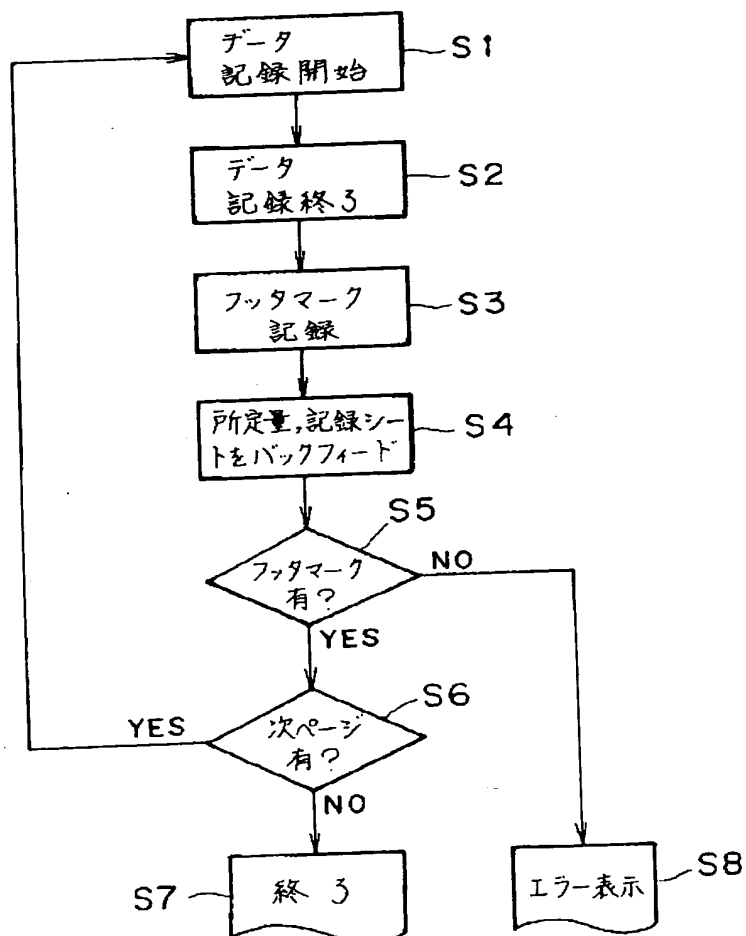 データ
記録開始
S1
データ
記録終了
S2
フッタマーク
記録
S3
所定量,記録シー
トをバックフィード
S4
S5
フッタマーク
有?
NO
YES
S6
次ページ
有?
YES
NO
S7
終了
エラー表示
S8